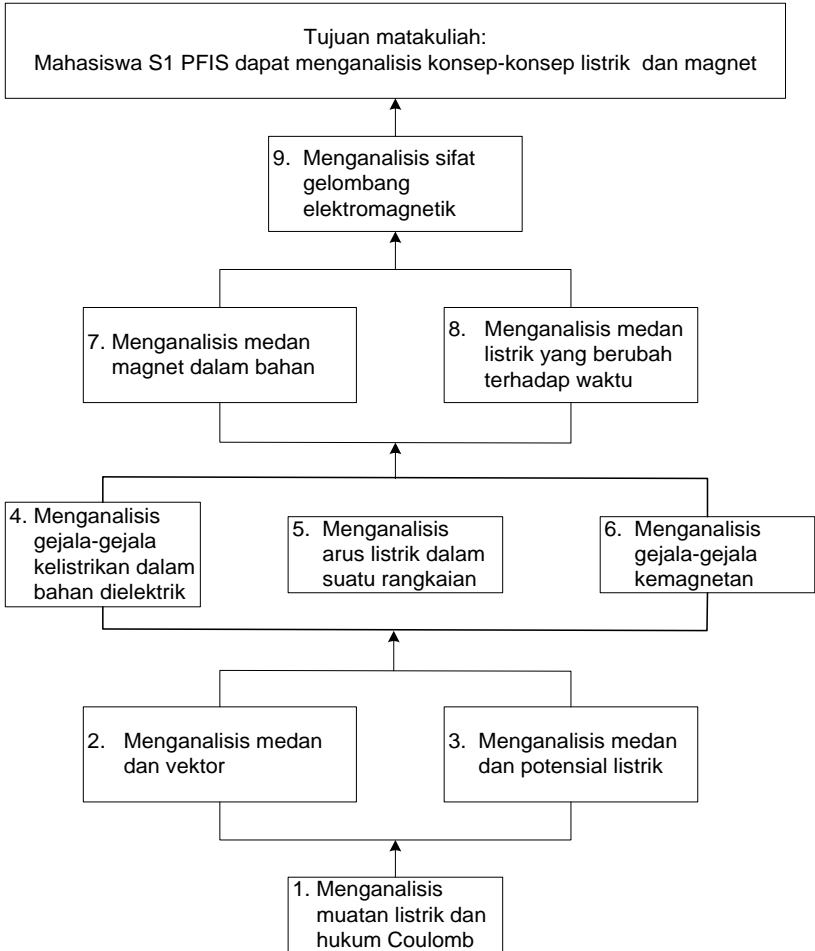 Tujuan matakuliah:
Mahasiswa S1 PFIS dapat menganalisis konsep-konsep listrik dan magnet
9. Menganalisis sifat
gelombang
elektromagnetik
7. Menganalisis medan
magnet dalam bahan
8. Menganalisis medan
listrik yang berubah
terhadap waktu
4. Menganalisis
gejala-gejala
kelistrikan dalam
bahan dielektrik
5. Menganalisis
arus listrik dalam
suatu rangkaian
6. Menganalisis
gejala-gejala
kemagnetan
2. Menganalisis medan
dan vektor
3. Menganalisis medan
dan potensial listrik
1. Menganalisis
muatan listrik dan
hukum Coulomb